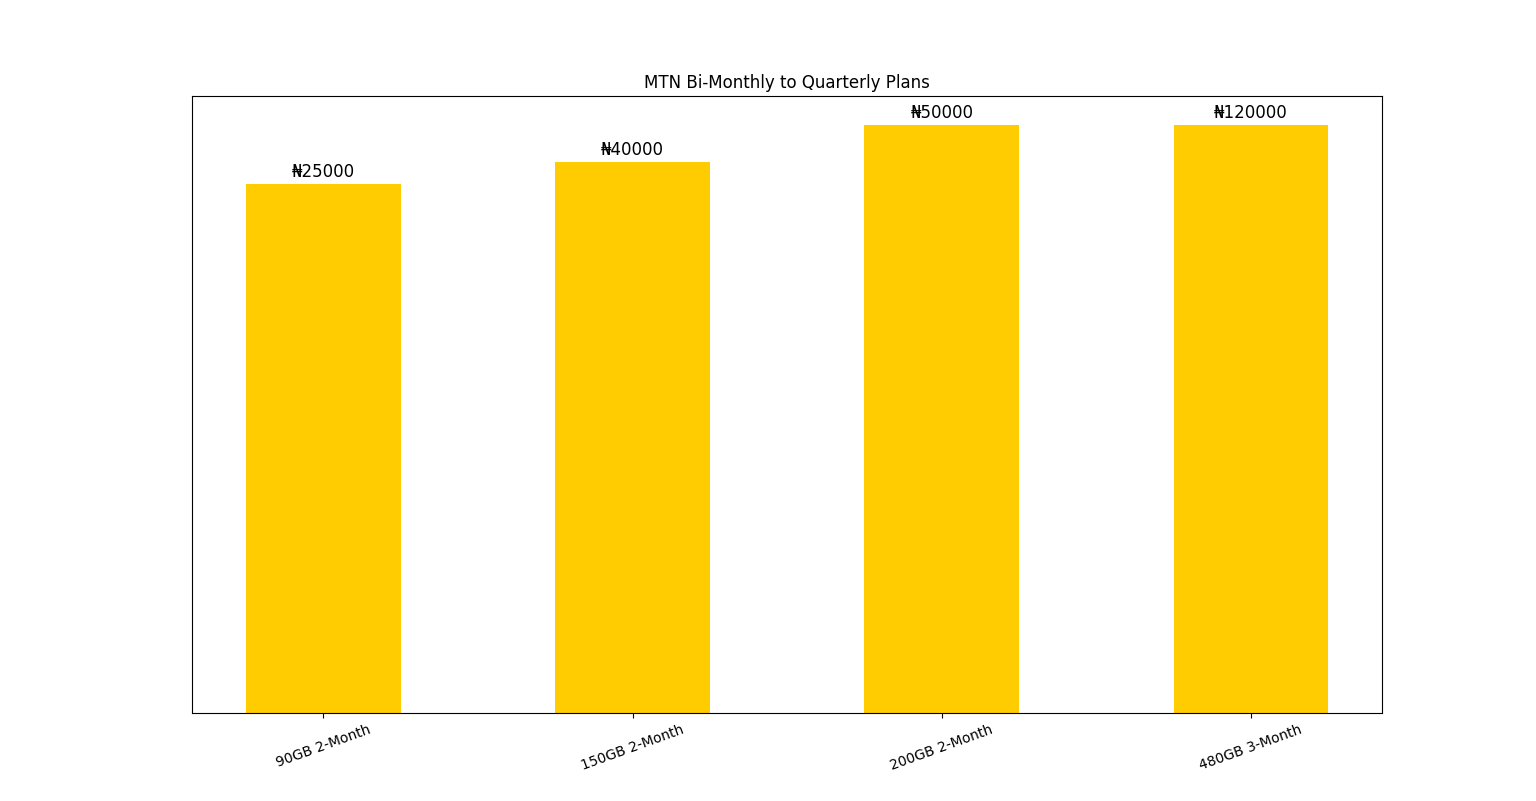 MTN Bi-Monthly to Quarterly Plans
₦25000
₦40000
₦50000
₦120000
90GB 2-Month
150GB 2-Month
200GB 2-Month
480GB 3-Month